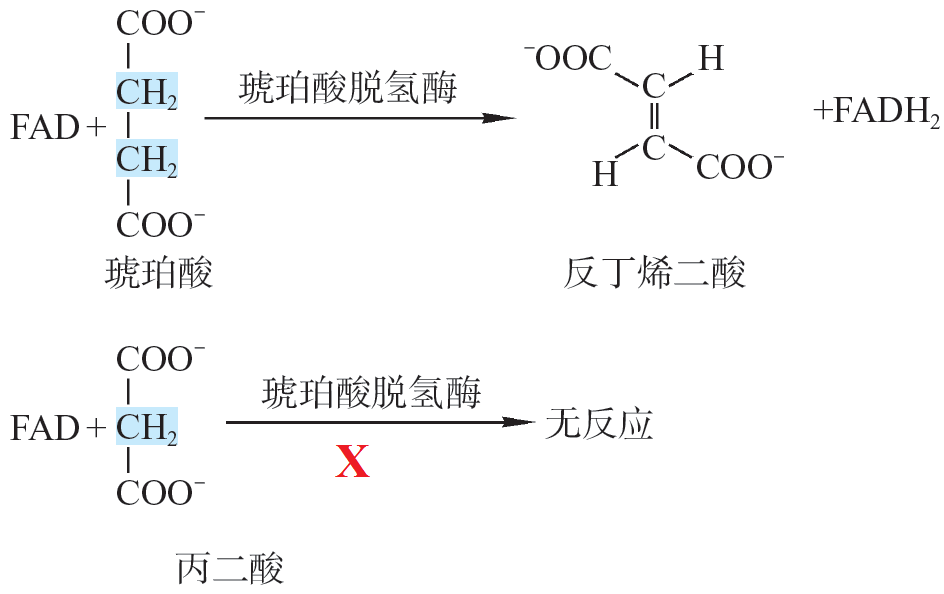 COO⁻
CH₂
FAD+
CH₂
COO⁻
琥珀酸
琥珀酸脱氢酶
⁻OOC
H
C
C
H
COO⁻
反丁烯二酸
+FADH₂
COO⁻
FAD+ CH₂
COO⁻
丙二酸
琥珀酸脱氢酶
X
无反应